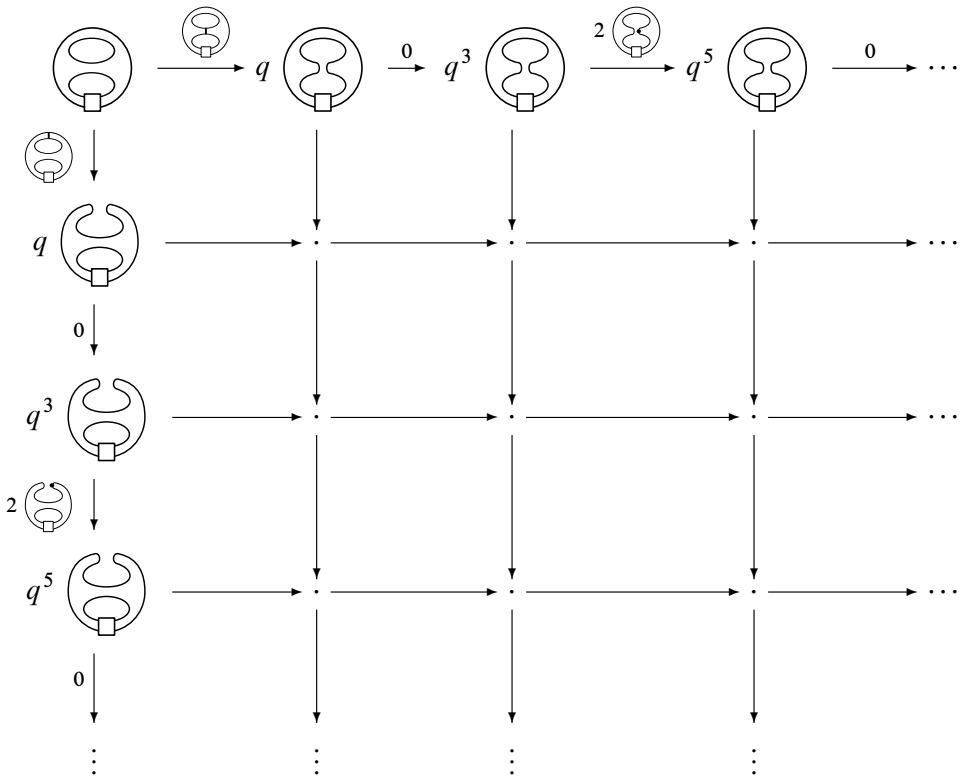 q 0 q^3 2 q^5 0 ⋯
q ⋯
0
q^3 ⋯
2
q^5 ⋯
0
⋮ ⋮ ⋮ ⋮